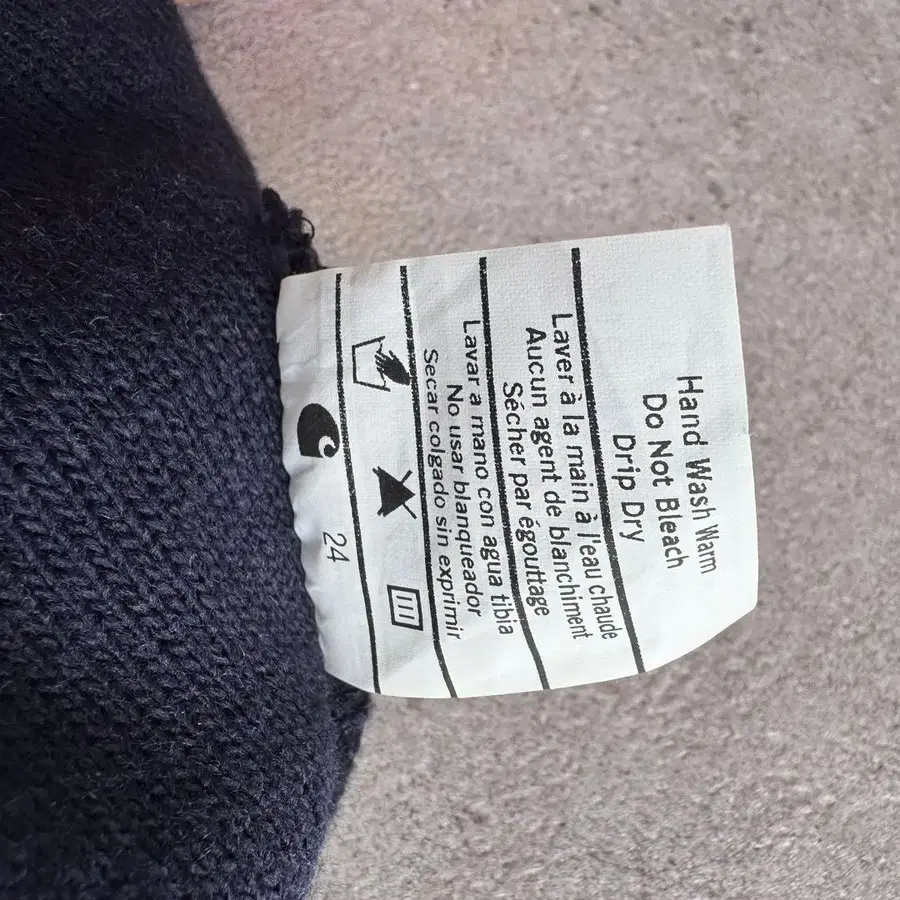 Hand Wash Warm
Do Not Bleach
Drip Dry
Laver à la main à l'eau chaude
Aucun agent de blanchiment
Sécher par égouttage
Lavar a mano con agua tibia
No usar blanqueador
Secar colgado sin exprimir
24